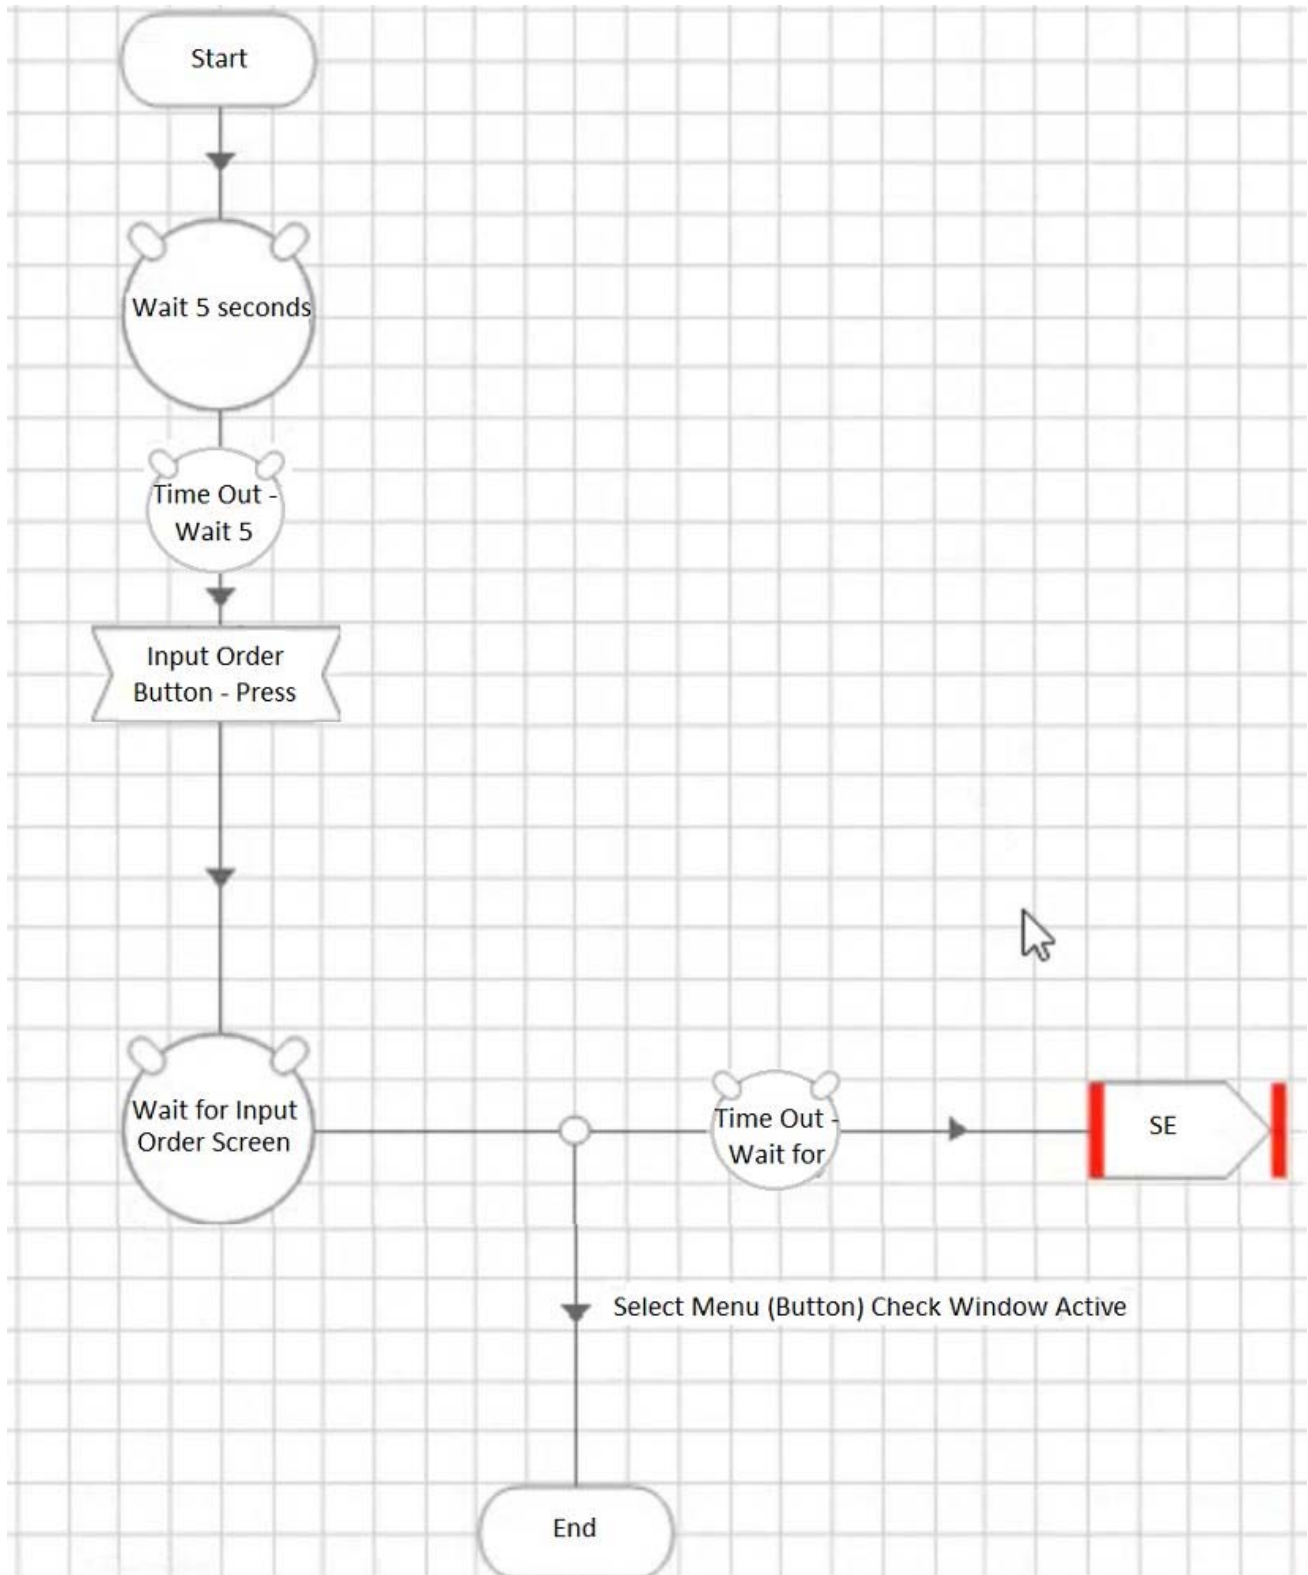 Start
Wait 5 seconds
Time Out -
Wait 5
Input Order
Button - Press
Wait for Input
Order Screen
Time Out -
Wait for
SE
Select Menu (Button) Check Window Active
End